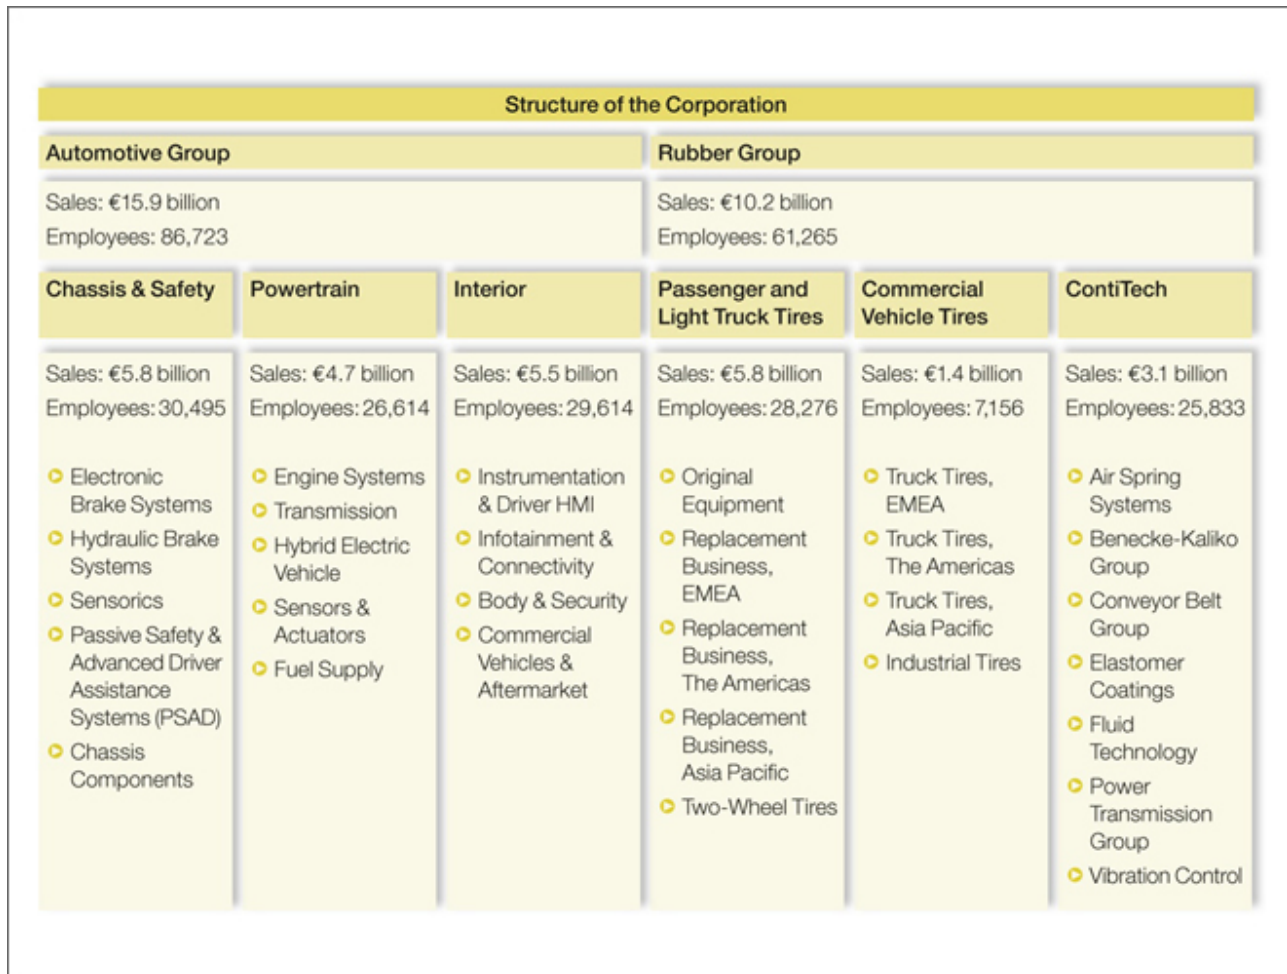 Structure of the Corporation
Automotive Group
Sales: €15.9 billion
Employees: 86,723
Rubber Group
Sales: €10.2 billion
Employees: 61,265
Chassis & Safety
Sales: €5.8 billion
Employees: 30,495
Electronic
Brake Systems
Hydraulic Brake
Systems
Sensorics
Passive Safety &
Advanced Driver
Assistance
Systems (PSAD)
Chassis
Components
Powertrain
Sales: €4.7 billion
Employees: 26,614
Engine Systems
Transmission
Hybrid Electric
Vehicle
Sensors &
Actuators
Fuel Supply
Interior
Sales: €5.5 billion
Employees: 29,614
Instrumentation
& Driver HMI
Infotainment &
Connectivity
Body & Security
Commercial
Vehicles &
Aftermarket
Passenger and
Light Truck Tires
Sales: €5.8 billion
Employees: 28,276
Original
Equipment
Replacement
Business,
EMEA
Replacement
Business,
The Americas
Replacement
Business,
Asia Pacific
Two-Wheel Tires
Commercial
Vehicle Tires
Sales: €1.4 billion
Employees: 7,156
Truck Tires,
EMEA
Truck Tires,
The Americas
Truck Tires,
Asia Pacific
Industrial Tires
ContiTech
Sales: €3.1 billion
Employees: 25,833
Air Spring
Systems
Benecke-Kaliko
Group
Conveyor Belt
Group
Elastomer
Coatings
Fluid
Technology
Power
Transmission
Group
Vibration Control